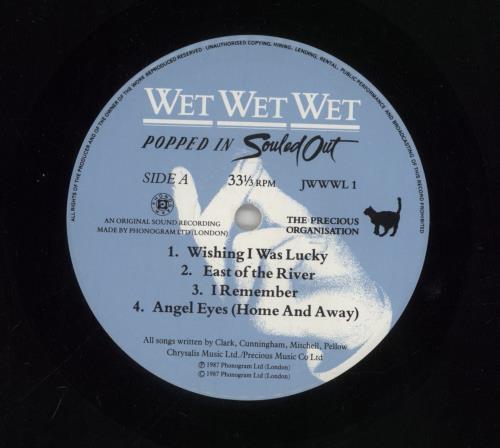 ALL RIGHTS OF THE PRODUCER AND OF THE OWNER OF THE WORK REPRODUCED RESERVED · UNAUTHORISED COPYING, HIRING, LENDING, RENTAL, PUBLIC PERFORMANCE AND BROADCASTING OF THIS RECORD PROHIBITED
WET WET WET
POPPED IN Souled Out
SIDE A 33⅓ RPM JWWWL 1
AN ORIGINAL SOUND RECORDING
MADE BY PHONOGRAM LTD (LONDON)
THE PRECIOUS
ORGANISATION
1. Wishing I Was Lucky
2. East of the River
3. I Remember
4. Angel Eyes (Home And Away)
All songs written by Clark, Cunningham, Mitchell, Pellow
Chrysalis Music Ltd./Precious Music Co Ltd
℗ 1987 Phonogram Ltd (London)
© 1987 Phonogram Ltd (London)